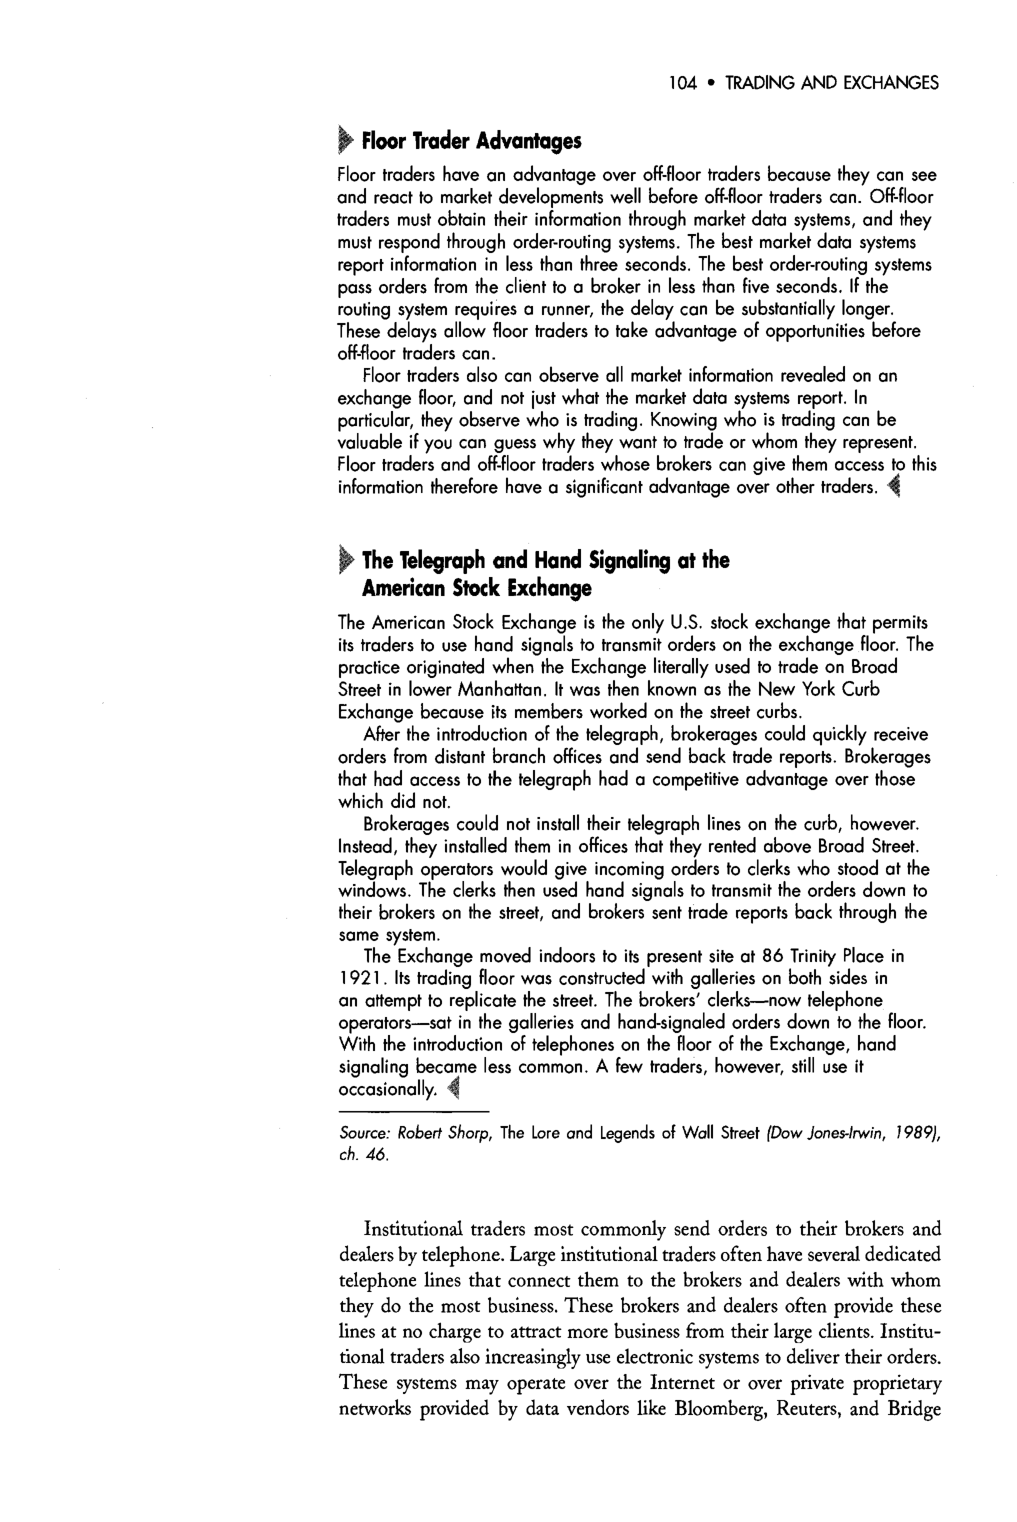 104 • TRADING AND EXCHANGES
Floor Trader Advantages
Floor traders have an advantage over off-floor traders because they can see
and react to market developments well before off-floor traders can. Off-floor
traders must obtain their information through market data systems, and they
must respond through order-routing systems. The best market data systems
report information in less than three seconds. The best order-routing systems
pass orders from the client to a broker in less than five seconds. If the
routing system requires a runner, the delay can be substantially longer.
These delays allow floor traders to take advantage of opportunities before
off-floor traders can.
Floor traders also can observe all market information revealed on an
exchange floor, and not just what the market data systems report. In
particular, they observe who is trading. Knowing who is trading can be
valuable if you can guess why they want to trade or whom they represent.
Floor traders and off-floor traders whose brokers can give them access to this
information therefore have a significant advantage over other traders.
The Telegraph and Hand Signaling at the
American Stock Exchange
The American Stock Exchange is the only U.S. stock exchange that permits
its traders to use hand signals to transmit orders on the exchange floor. The
practice originated when the Exchange literally used to trade on Broad
Street in lower Manhattan. It was then known as the New York Curb
Exchange because its members worked on the street curbs.
After the introduction of the telegraph, brokerages could quickly receive
orders from distant branch offices and send back trade reports. Brokerages
that had access to the telegraph had a competitive advantage over those
which did not.
Brokerages could not install their telegraph lines on the curb, however.
Instead, they installed them in offices that they rented above Broad Street.
Telegraph operators would give incoming orders to clerks who stood at the
windows. The clerks then used hand signals to transmit the orders down to
their brokers on the street, and brokers sent trade reports back through the
same system.
The Exchange moved indoors to its present site at 86 Trinity Place in
1921. Its trading floor was constructed with galleries on both sides in
an attempt to replicate the street. The brokers' clerks—now telephone
operators—sat in the galleries and hand-signaled orders down to the floor.
With the introduction of telephones on the floor of the Exchange, hand
signaling became less common. A few traders, however, still use it
occasionally.
Source: Robert Shorp, The Lore and Legends of Wall Street (Dow Jones-Irwin, 1989),
ch. 46.
Institutional traders most commonly send orders to their brokers and
dealers by telephone. Large institutional traders often have several dedicated
telephone lines that connect them to the brokers and dealers with whom
they do the most business. These brokers and dealers often provide these
lines at no charge to attract more business from their large clients. Institu-
tional traders also increasingly use electronic systems to deliver their orders.
These systems may operate over the Internet or over private proprietary
networks provided by data vendors like Bloomberg, Reuters, and Bridge